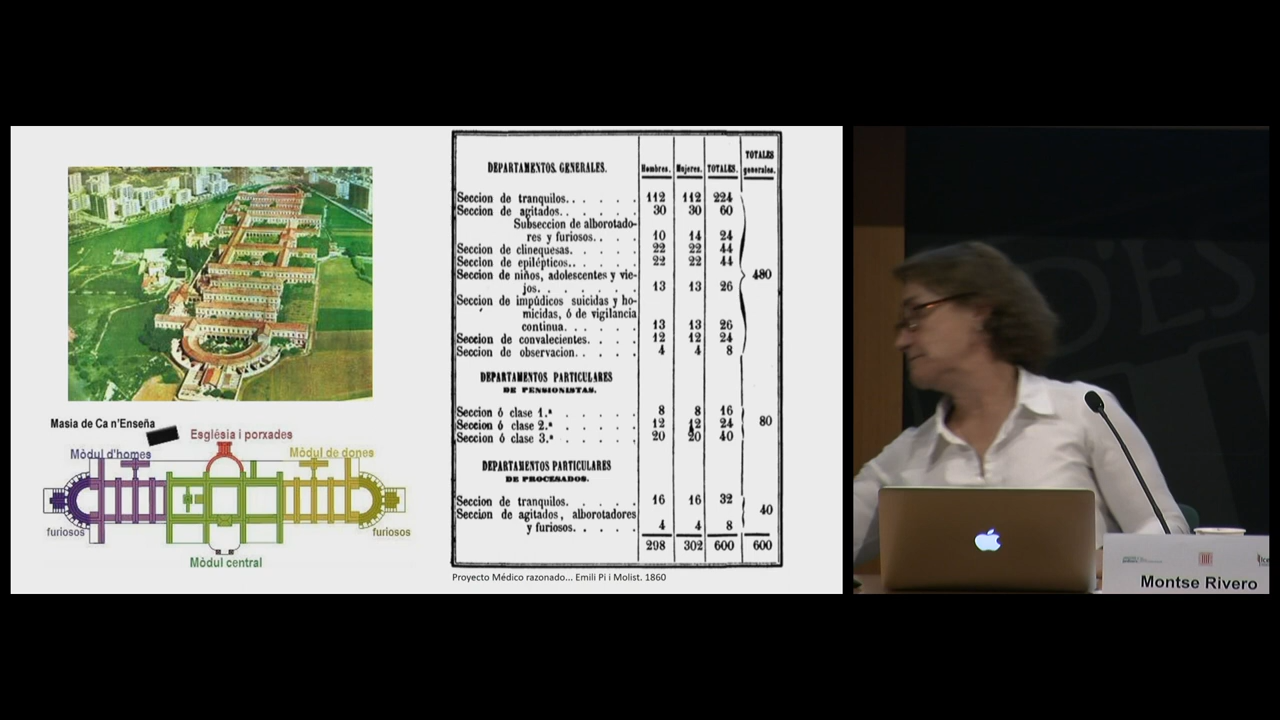 Masia de Ca n'Enseña
Església i porxades
Mòdul d'homes
Mòdul de dones
furiosos
furiosos
Mòdul central
DEPARTAMENTOS GENERALES. Hombres. Mujeres. TOTALES. TOTALES generales.
Seccion de tranquilos. . . . . . . 112 112 224
Seccion de agitados. . . . . . . 30 30 60
Subseccion de alborotado-
res y furiosos. . . . 10 14 24
Seccion de clinequesas. . . . . . 22 22 44
Seccion de epilépticos. . . . . . 22 22 44
Seccion de niños, adolescentes y vie-
jos. . . . . . . . 13 13 26
480
Seccion de impúdicos suicidas y ho-
micidas, ó de vigilancia
continua. . . . . . 13 13 26
Seccion de convalecientes. . . . . 12 12 24
Seccion de observacion. . . . . . 4 4 8
DEPARTAMENTOS PARTICULARES
DE PENSIONISTAS.
Seccion ó clase 1.ª . . . . . . 8 8 16
Seccion ó clase 2.ª . . . . . . 12 12 24 80
Seccion ó clase 3.ª . . . . . . 20 20 40
DEPARTAMENTOS PARTICULARES
DE PROCESADOS.
Seccion de tranquilos. . . . . . 16 16 32
Seccion de agitados, alborotadores 40
y furiosos. . . . . . 4 4 8
298 302 600 600
Proyecto Médico razonado... Emili Pi i Molist. 1860
Montse Rivero